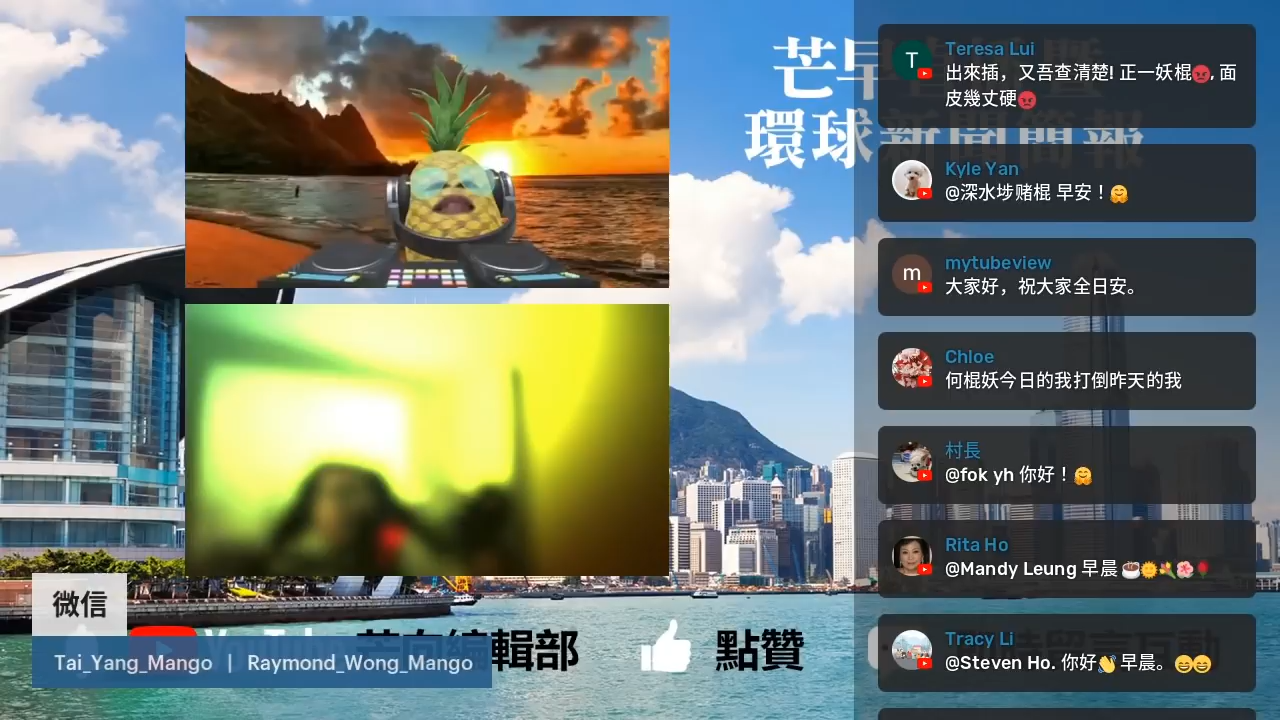 環球新聞簡報
Teresa Lui
出來插，又吾查清楚! 正一妖棍😡, 面
皮幾丈硬😡
Kyle Yan
@深水埗赌棍 早安！🤗
mytubeview
大家好，祝大家全日安。
Chloe
何棍妖今日的我打倒昨天的我
村長
@fok yh 你好！🤗
Rita Ho
@Mandy Leung 早晨☕🌞💐🌸🌹
Tracy Li
@Steven Ho. 你好👋早晨。😄😄
微信
Tai_Yang_Mango | Raymond_Wong_Mango
編輯部
點贊